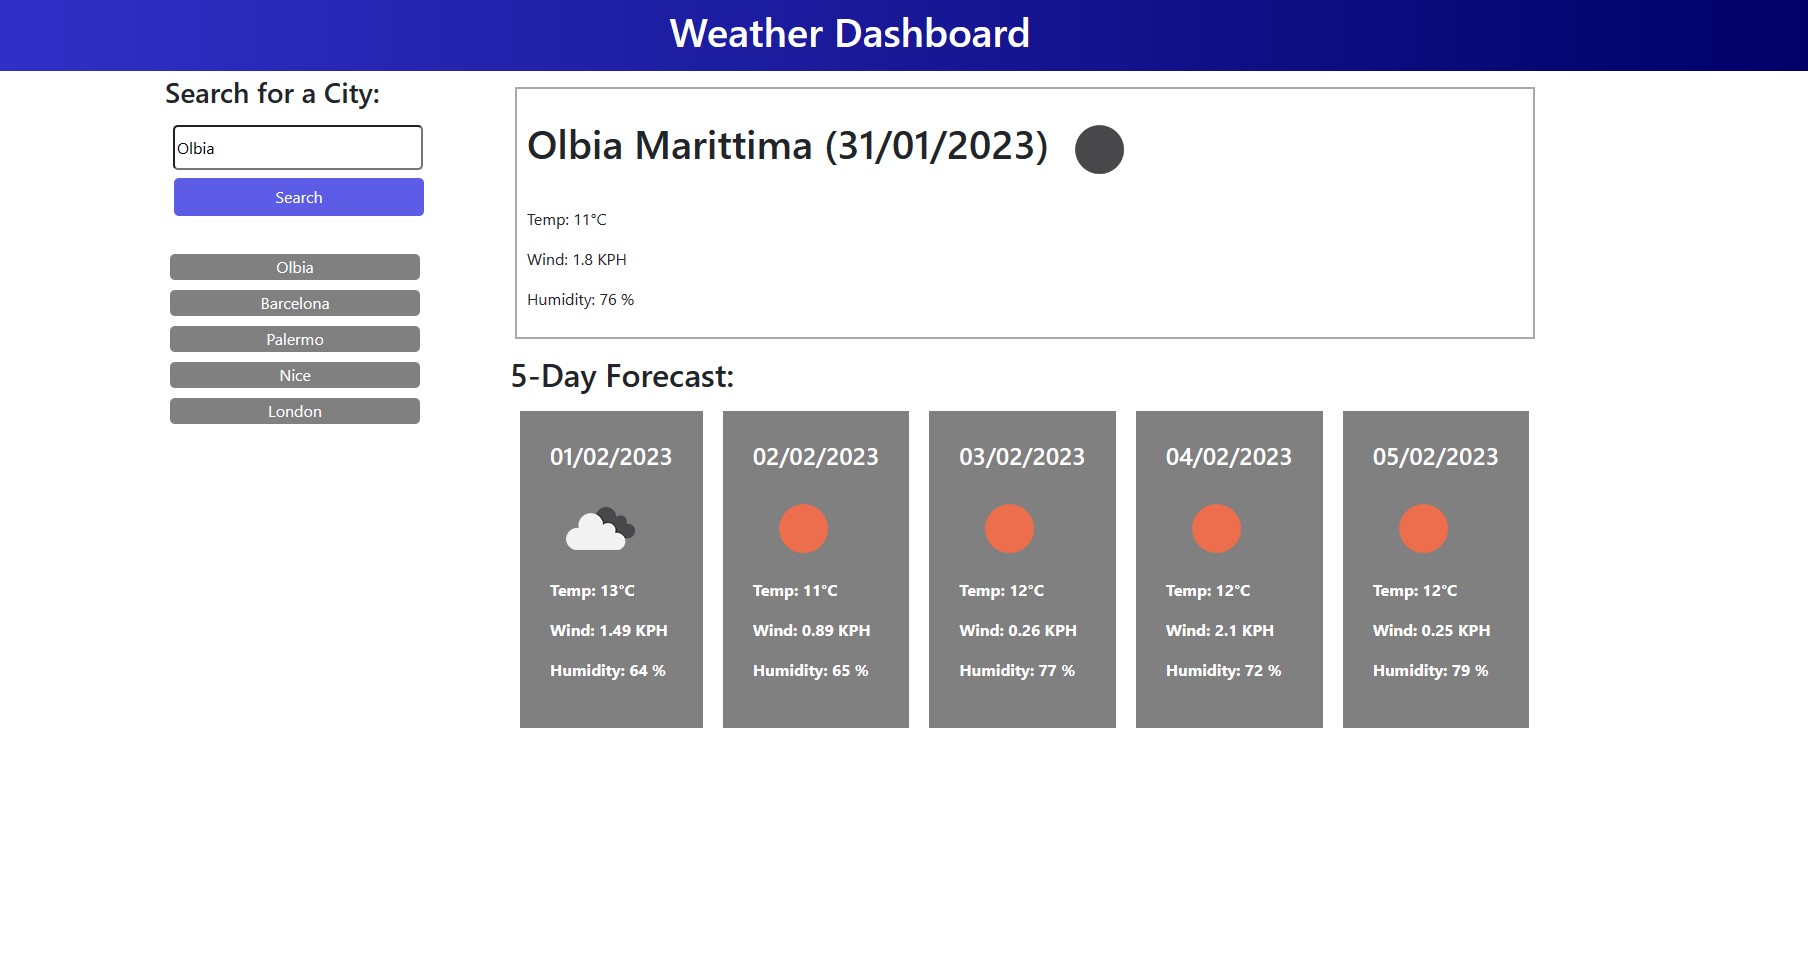 Weather Dashboard
Search for a City:
Olbia
Search
Olbia
Barcelona
Palermo
Nice
London
Olbia Marittima (31/01/2023)
Temp: 11°C
Wind: 1.8 KPH
Humidity: 76 %
5-Day Forecast:
01/02/2023
Temp: 13°C
Wind: 1.49 KPH
Humidity: 64 %
02/02/2023
Temp: 11°C
Wind: 0.89 KPH
Humidity: 65 %
03/02/2023
Temp: 12°C
Wind: 0.26 KPH
Humidity: 77 %
04/02/2023
Temp: 12°C
Wind: 2.1 KPH
Humidity: 72 %
05/02/2023
Temp: 12°C
Wind: 0.25 KPH
Humidity: 79 %